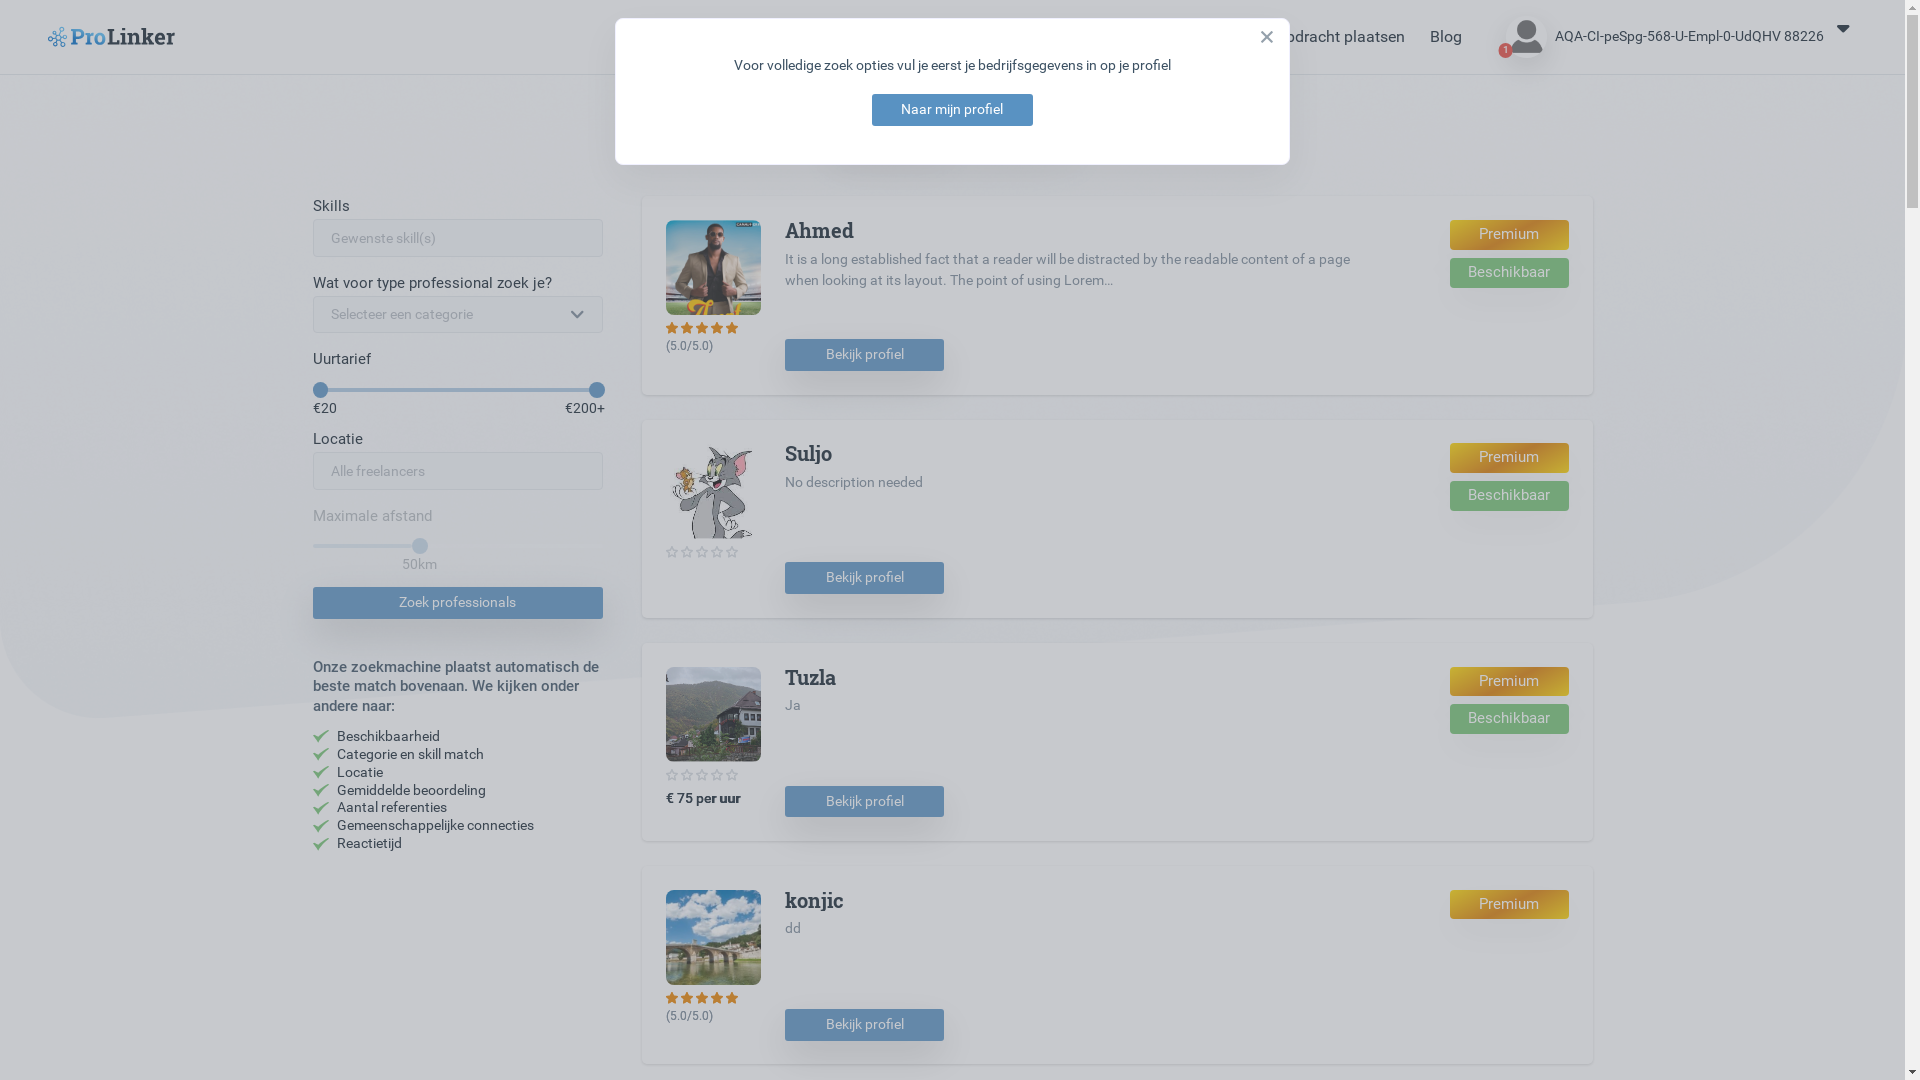 ProLinker
dracht plaatsen
Blog
1
AQA-CI-peSpg-568-U-Empl-0-UdQHV 88226
Voor volledige zoek opties vul je eerst je bedrijfsgegevens in op je profiel
Naar mijn profiel
Skills
Gewenste skill(s)
Wat voor type professional zoek je?
Selecteer een categorie
Uurtarief
€20
€200+
Locatie
Alle freelancers
Maximale afstand
50km
Zoek professionals
Onze zoekmachine plaatst automatisch de
beste match bovenaan. We kijken onder
andere naar:
Beschikbaarheid
Categorie en skill match
Locatie
Gemiddelde beoordeling
Aantal referenties
Gemeenschappelijke connecties
Reactietijd
Ahmed
It is a long established fact that a reader will be distracted by the readable content of a page
when looking at its layout. The point of using Lorem...
Premium
Beschikbaar
(5.0/5.0)
Bekijk profiel
Suljo
No description needed
Premium
Beschikbaar
Bekijk profiel
Tuzla
Ja
Premium
Beschikbaar
€ 75 per uur
Bekijk profiel
konjic
dd
Premium
(5.0/5.0)
Bekijk profiel